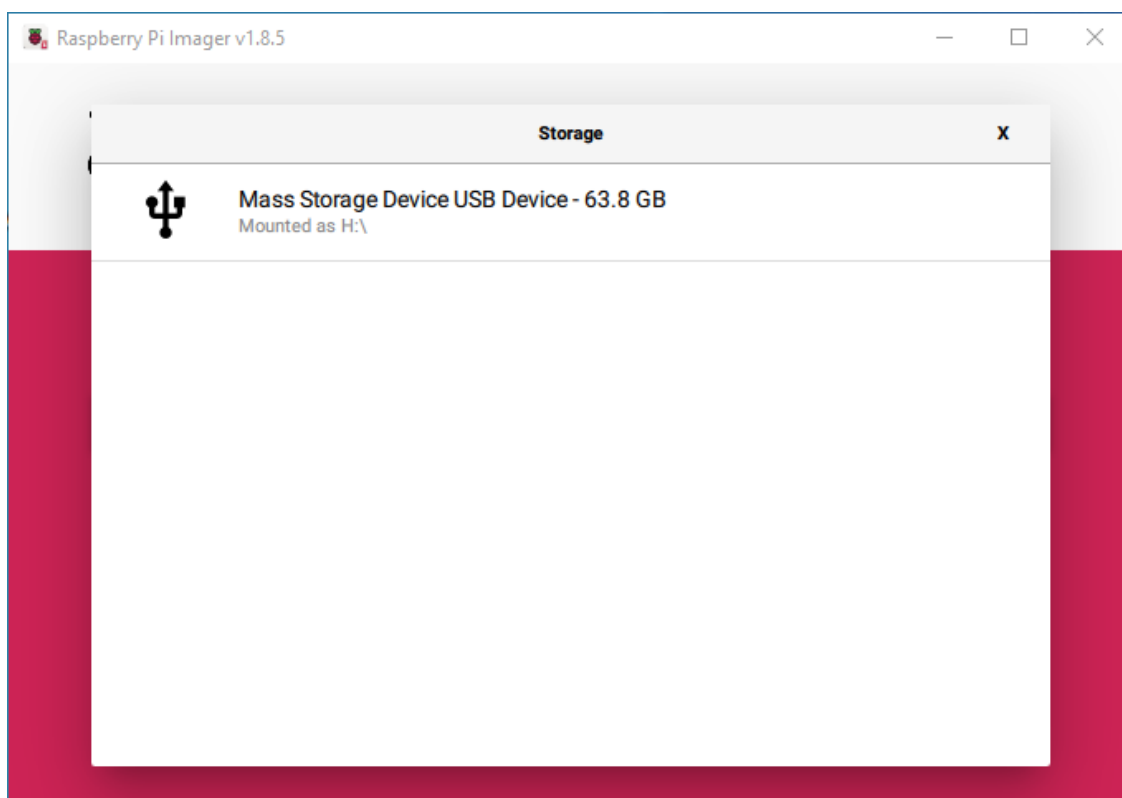 Raspberry Pi Imager v1.8.5
Storage
X
Mass Storage Device USB Device - 63.8 GB
Mounted as H:\